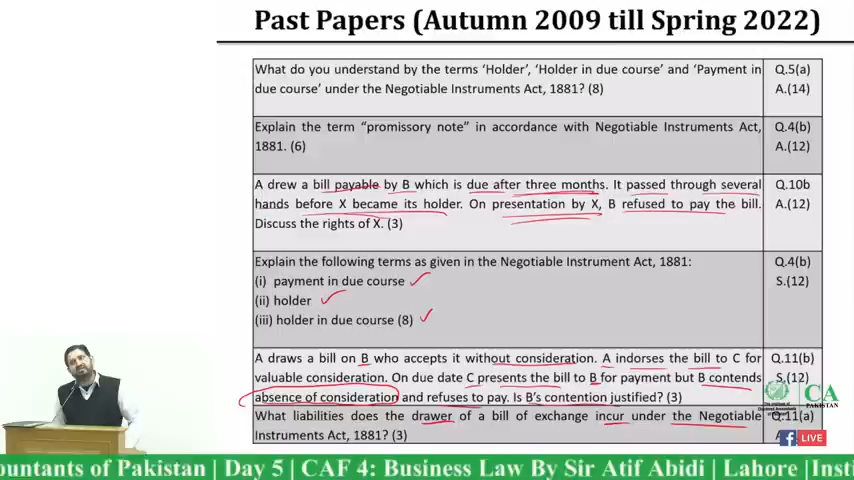 Past Papers (Autumn 2009 till Spring 2022)
What do you understand by the terms 'Holder', 'Holder in due course' and 'Payment in
due course' under the Negotiable Instruments Act, 1881? (8)
Q.5(a)
A.(14)
Explain the term "promissory note" in accordance with Negotiable Instruments Act,
1881. (6)
Q.4(b)
A.(12)
A drew a bill payable by B which is due after three months. It passed through several
hands before X became its holder. On presentation by X, B refused to pay the bill.
Discuss the rights of X. (3)
Q.10b
A.(12)
Explain the following terms as given in the Negotiable Instrument Act, 1881:
(i) payment in due course
(ii) holder
(iii) holder in due course (8)
Q.4(b)
S.(12)
A draws a bill on B who accepts it without consideration. A indorses the bill to C for
valuable consideration. On due date C presents the bill to B for payment but B contends
absence of consideration and refuses to pay. Is B's contention justified? (3)
Q.11(b)
S.(12)
What liabilities does the drawer of a bill of exchange incur under the Negotiable
Instruments Act, 1881? (3)
Q.11(a)
CA
PAKISTAN
LIVE
ountants of Pakistan | Day 5 | CAF 4: Business Law By Sir Atif Abidi | Lahore |Insti